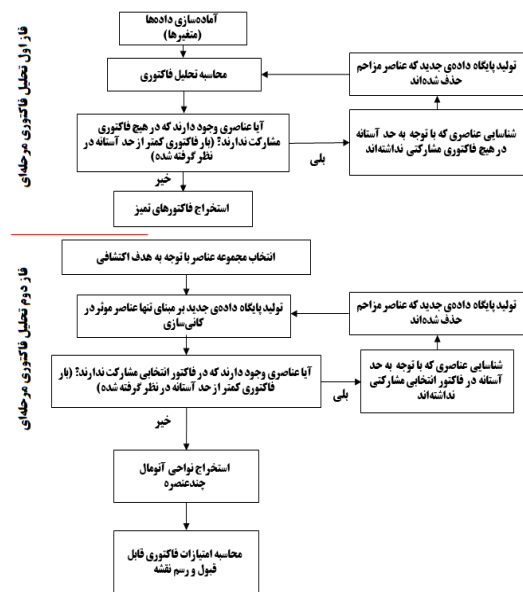 فاز اول تحلیل فاکتوری مرحله‌ای
آماده‌سازی داده‌ها
(متغیرها)
محاسبه تحلیل فاکتوری
تولید پایگاه داده‌ی جدید که عناصر مزاحم
حذف شده‌اند
آیا عناصری وجود دارند که در هیچ فاکتوری
مشارکت ندارند؟ (بار فاکتوری کمتر از حد آستانه در
نظر گرفته شده)
بلی
شناسایی عناصری که با توجه به حد آستانه
در هیچ فاکتوری مشارکتی نداشته‌اند
خیر
استخراج فاکتورهای تمیز
فاز دوم تحلیل فاکتوری مرحله‌ای
انتخاب مجموعه عناصر با توجه به هدف اکتشافی
تولید پایگاه داده‌ی جدید بر مبنای تنها عناصر موثر در
کانی‌سازی
تولید پایگاه داده‌ی جدید که عناصر مزاحم
حذف شده‌اند
آیا عناصری وجود دارند که در فاکتور انتخابی مشارکت ندارند؟ (بار
فاکتوری کمتر از حد آستانه در نظر گرفته شده)
بلی
شناسایی عناصری که با توجه به حد
آستانه در فاکتور انتخابی مشارکتی
نداشته‌اند
خیر
استخراج نواحی آنومال
چندعنصره
محاسبه امتیازات فاکتوری قابل
قبول و رسم نقشه